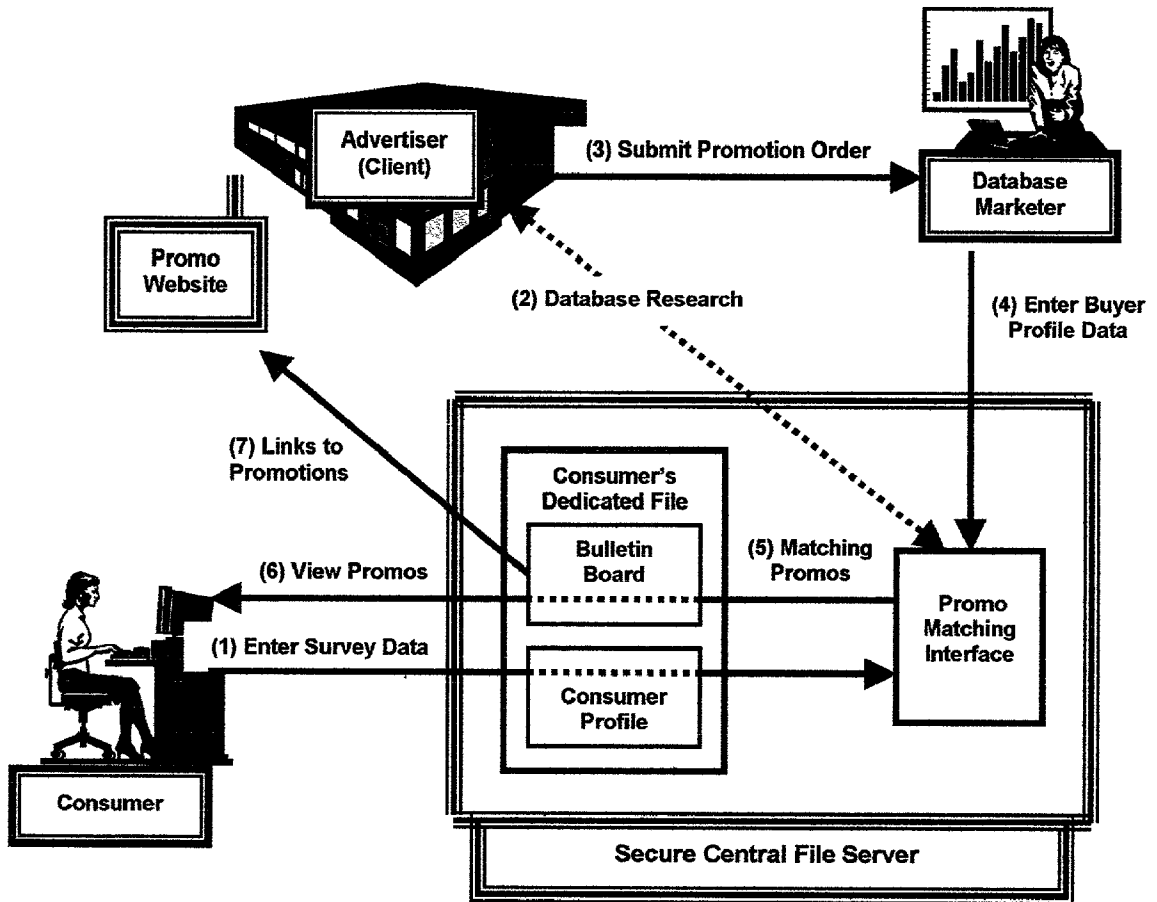 Advertiser
(Client)
(3) Submit Promotion Order
Database
Marketer
Promo
Website
(2) Database Research
(4) Enter Buyer
Profile Data
(7) Links to
Promotions
Consumer's
Dedicated File
Bulletin
Board
(5) Matching
Promos
(6) View Promos
Promo
Matching
Interface
(1) Enter Survey Data
Consumer
Profile
Consumer
Secure Central File Server